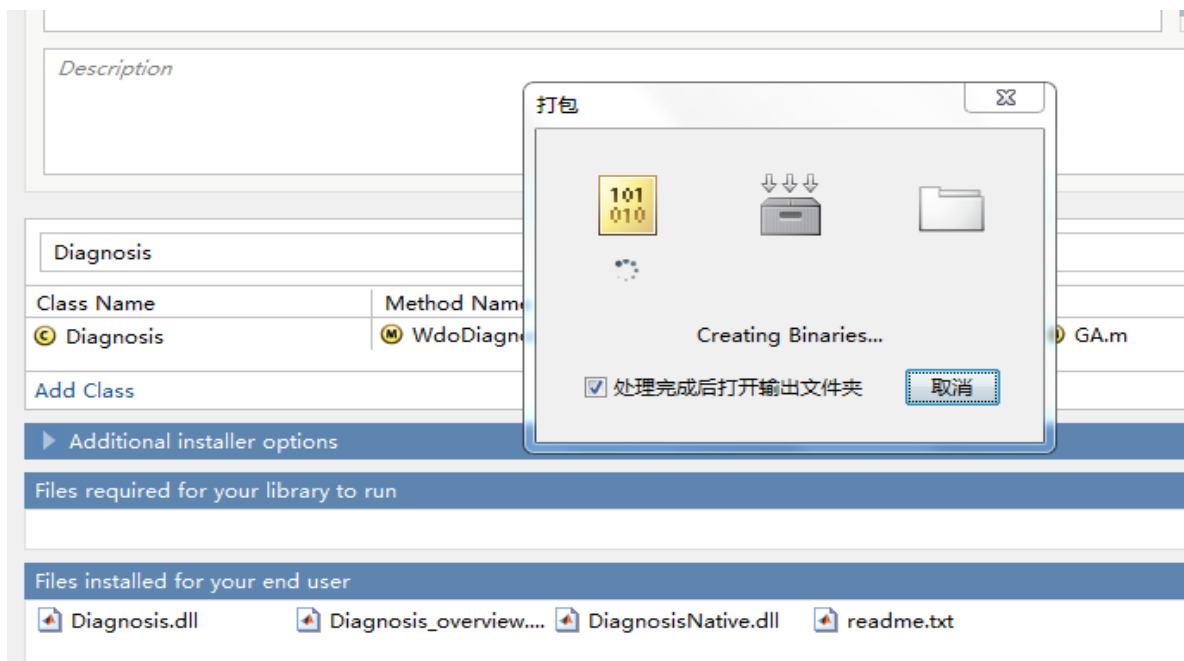 Description
打包
101
010
Diagnosis
Class Name
Method Name
Diagnosis
WdoDiagn
GA.m
Creating Binaries...
Add Class
处理完成后打开输出文件夹
取消
Additional installer options
Files required for your library to run
Files installed for your end user
Diagnosis.dll
Diagnosis_overview....
DiagnosisNative.dll
readme.txt